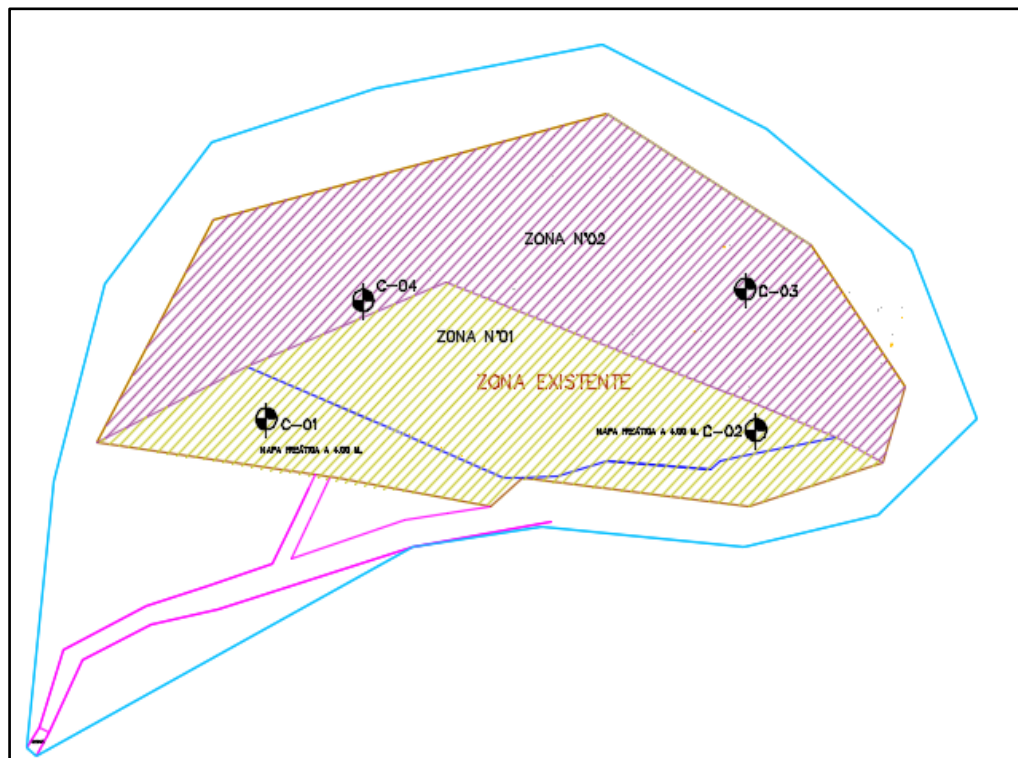 ZONA N°02
C-04
C-03
ZONA N°01
ZONA EXISTENTE
C-01
NAPA FREÁTICA A 4.00 M.
NAPA FREÁTICA A 4.00 M.
C-02